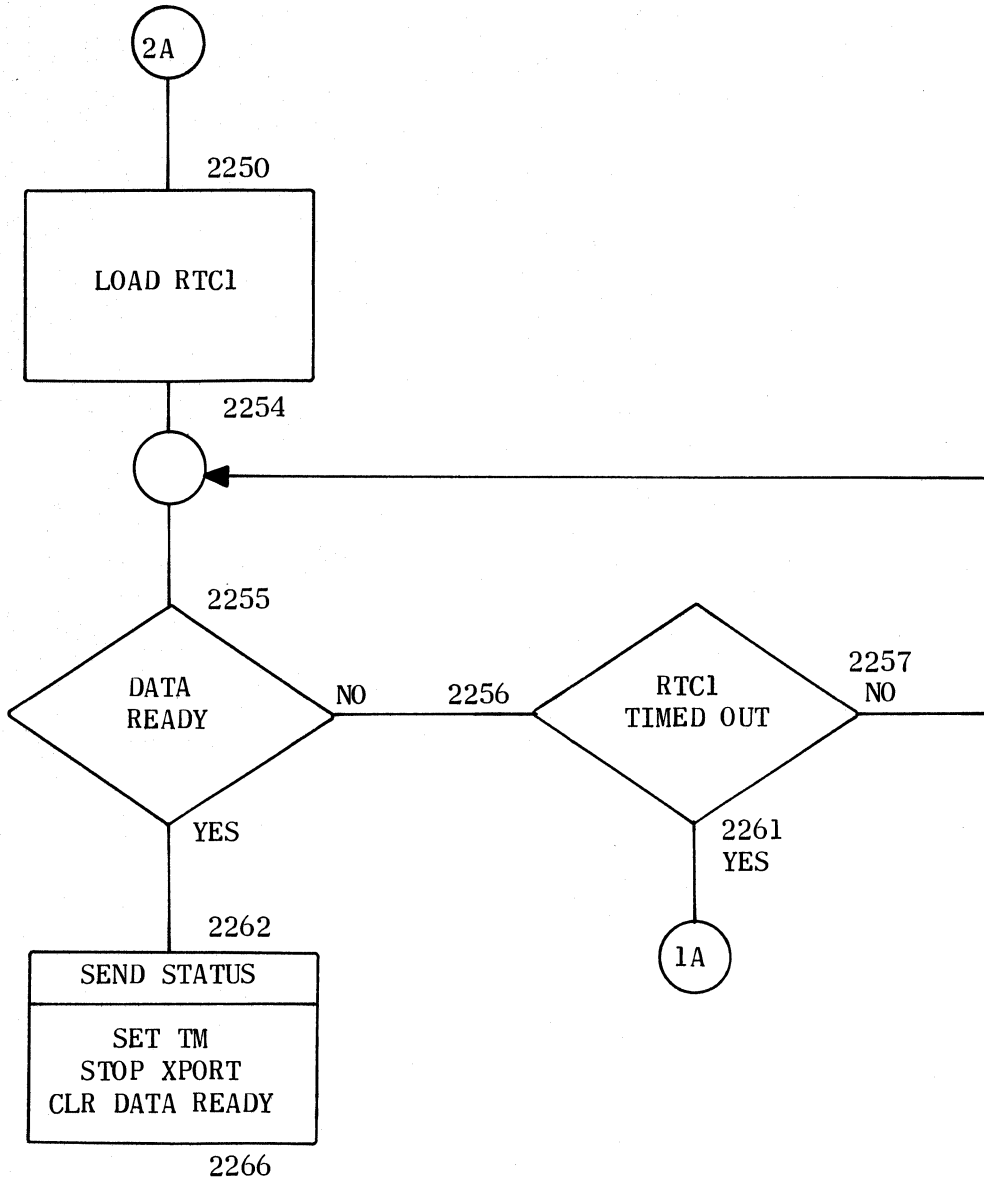 2A
2250
LOAD RTC1
2254
2255
DATA
READY
NO
2256
RTC1
TIMED OUT
2257
NO
YES
2261
YES
1A
2262
SEND STATUS
SET TM
STOP XPORT
CLR DATA READY
2266